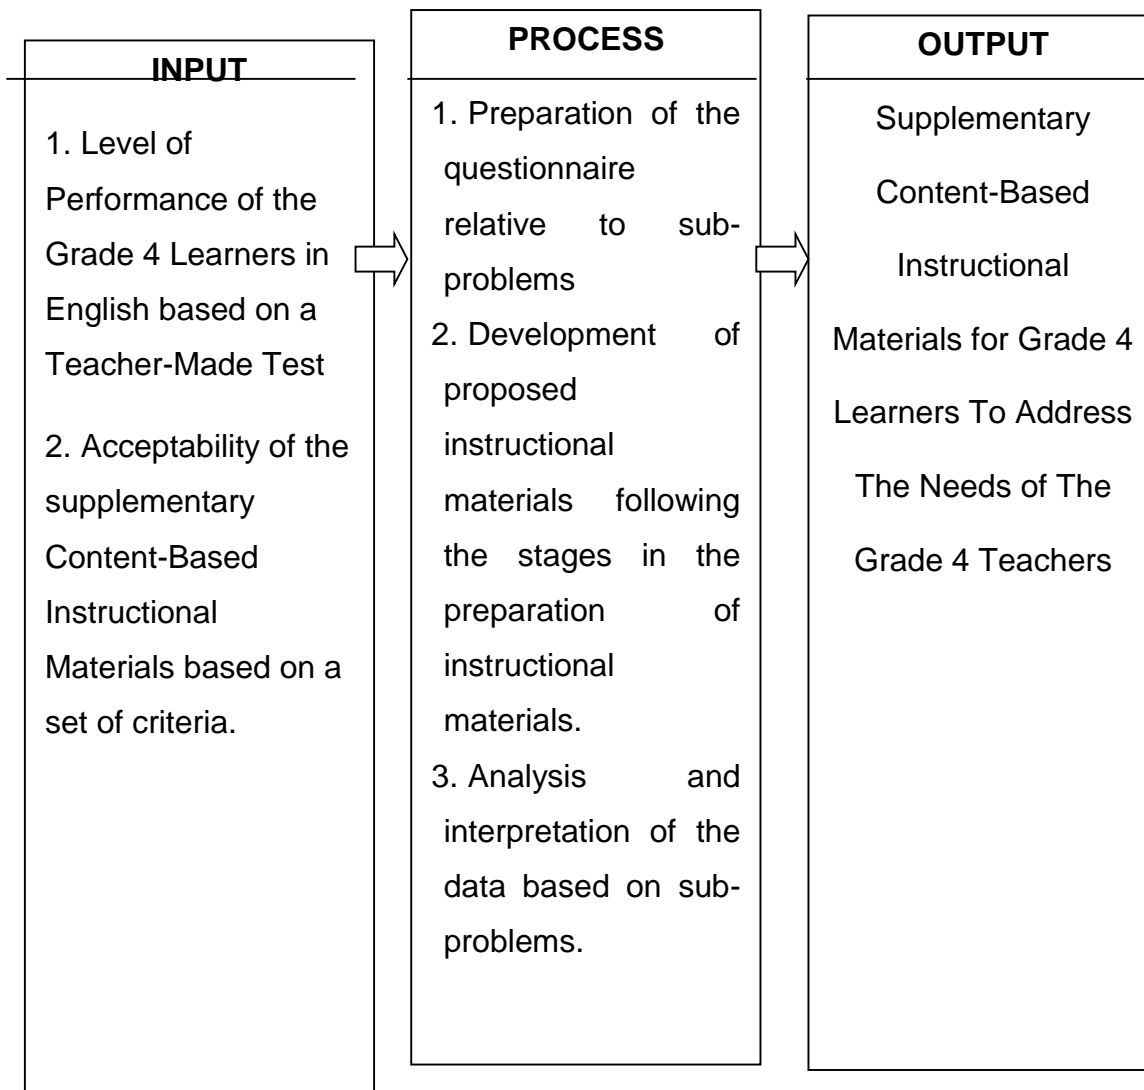 INPUT
1. Level of
Performance of the
Grade 4 Learners in
English based on a
Teacher-Made Test
2. Acceptability of the
supplementary
Content-Based
Instructional
Materials based on a
set of criteria.
PROCESS
1. Preparation of the
questionnaire
relative to sub-
problems
2. Development of
proposed
instructional
materials following
the stages in the
preparation of
instructional
materials.
3. Analysis and
interpretation of the
data based on sub-
problems.
OUTPUT
Supplementary
Content-Based
Instructional
Materials for Grade 4
Learners To Address
The Needs of The
Grade 4 Teachers